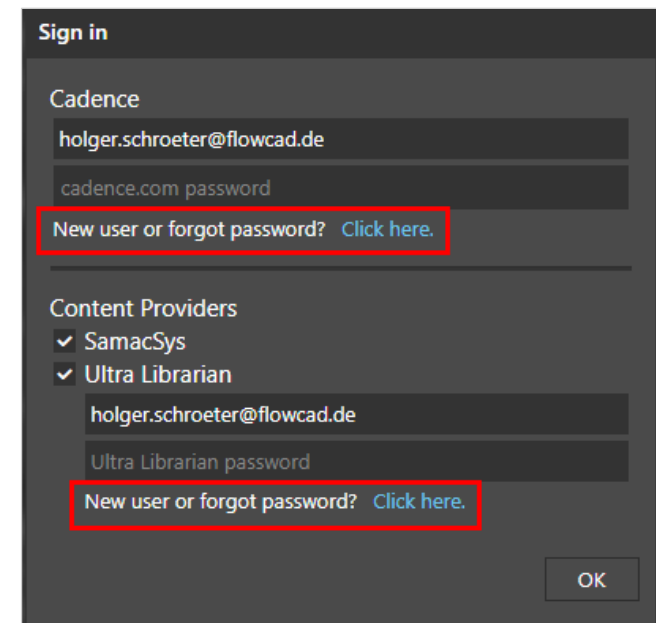 Sign in
Cadence
holger.schroeter@flowcad.de
cadence.com password
New user or forgot password? Click here.
Content Providers
SamacSys
Ultra Librarian
holger.schroeter@flowcad.de
Ultra Librarian password
New user or forgot password? Click here.
OK